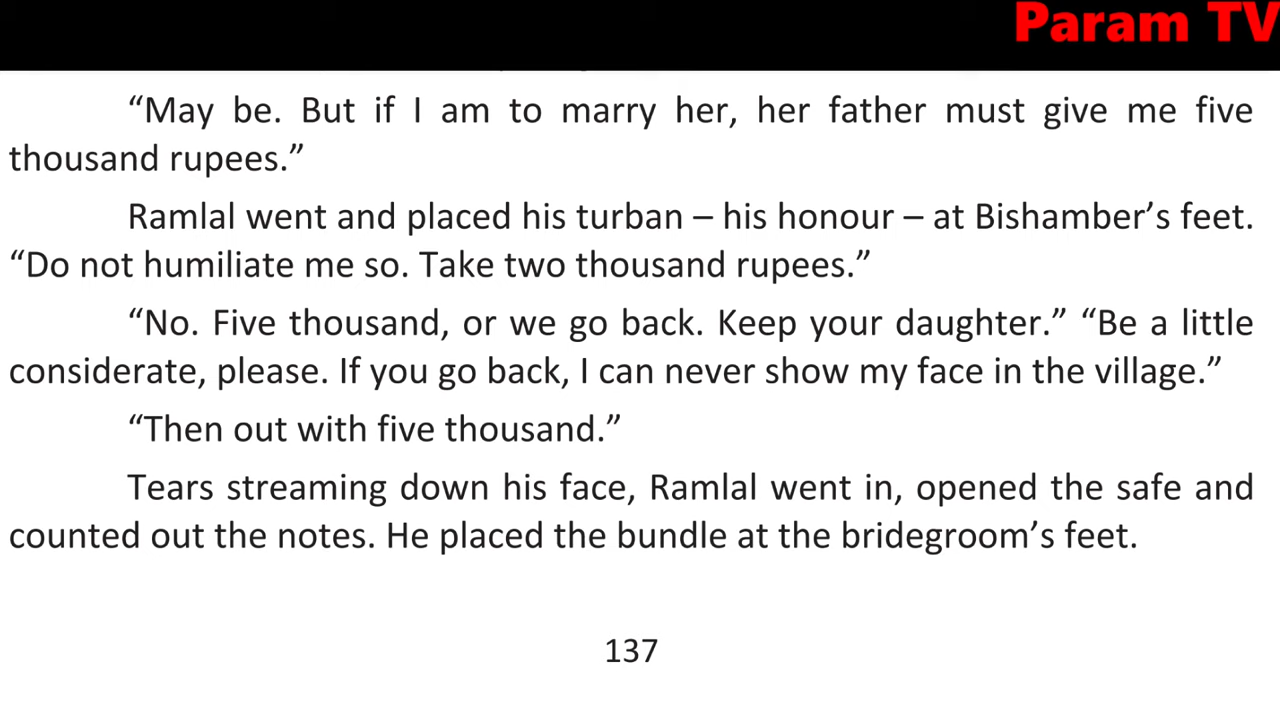 Param TV
“May be. But if I am to marry her, her father must give me five
thousand rupees.”
Ramlal went and placed his turban – his honour – at Bishamber’s feet.
“Do not humiliate me so. Take two thousand rupees.”
“No. Five thousand, or we go back. Keep your daughter.” “Be a little
considerate, please. If you go back, I can never show my face in the village.”
“Then out with five thousand.”
Tears streaming down his face, Ramlal went in, opened the safe and
counted out the notes. He placed the bundle at the bridegroom’s feet.
137